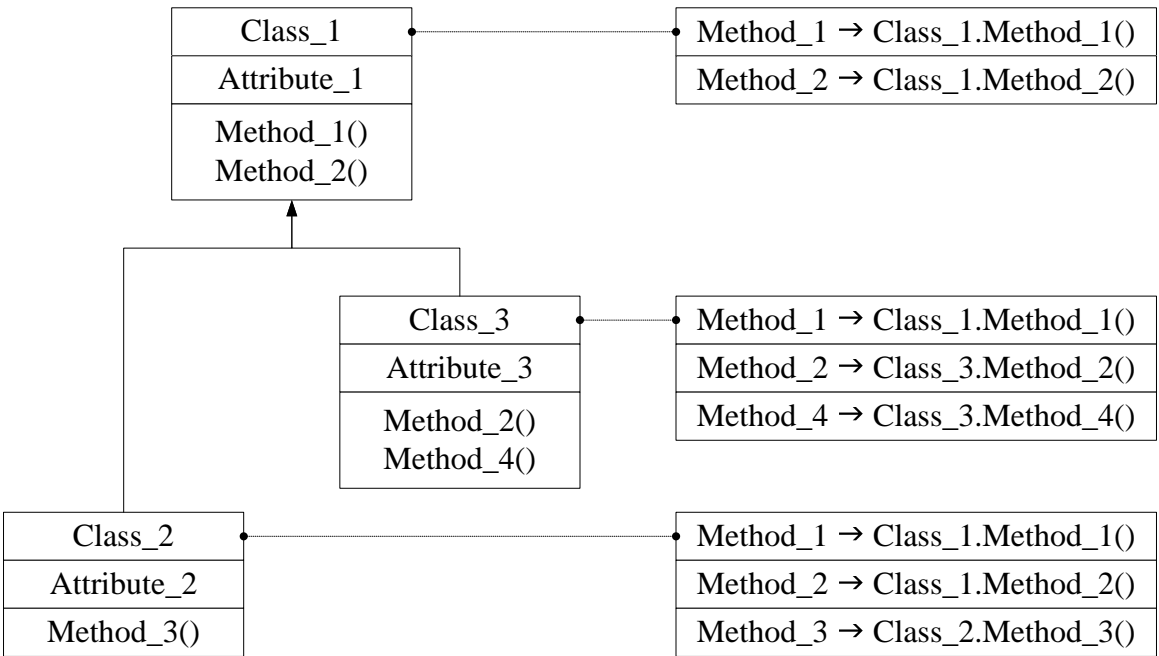 Class_1
Attribute_1
Method_1()
Method_2()
Method_1 → Class_1.Method_1()
Method_2 → Class_1.Method_2()
Class_3
Attribute_3
Method_2()
Method_4()
Method_1 → Class_1.Method_1()
Method_2 → Class_3.Method_2()
Method_4 → Class_3.Method_4()
Class_2
Attribute_2
Method_3()
Method_1 → Class_1.Method_1()
Method_2 → Class_1.Method_2()
Method_3 → Class_2.Method_3()